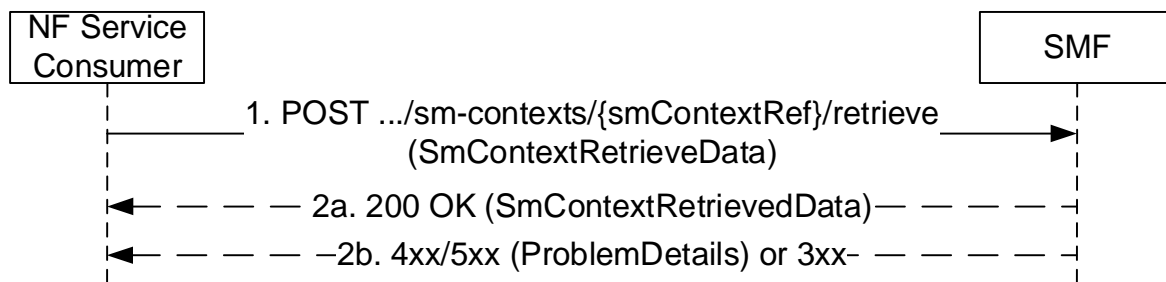 NF Service
Consumer
SMF
1. POST .../sm-contexts/{smContextRef}/retrieve
(SmContextRetrieveData)
2a. 200 OK (SmContextRetrievedData)
2b. 4xx/5xx (ProblemDetails) or 3xx